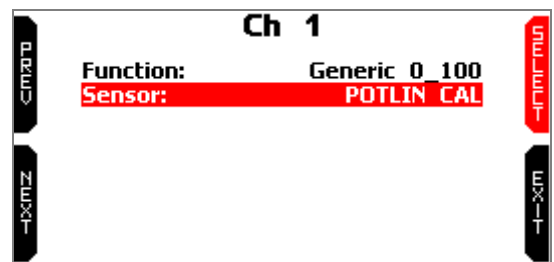 Ch 1
PREV
SELECT
Function: Generic 0_100
Sensor: POTLIN CAL
NEXT
EXIT